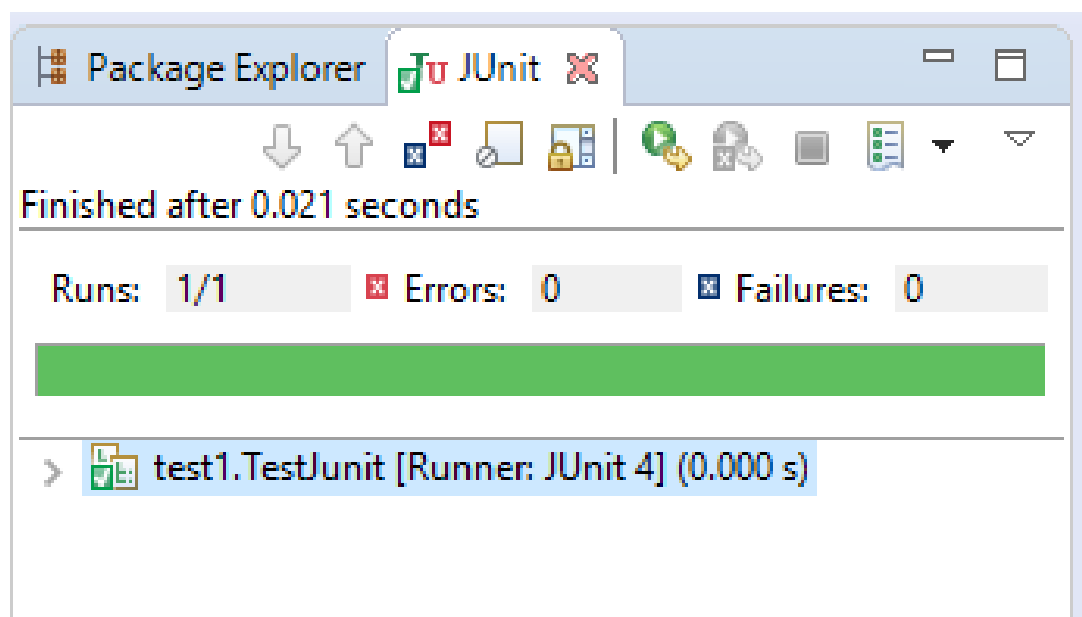 Package Explorer JUnit
Finished after 0.021 seconds
Runs: 1/1 Errors: 0 Failures: 0
test1.TestJunit [Runner: JUnit 4] (0.000 s)